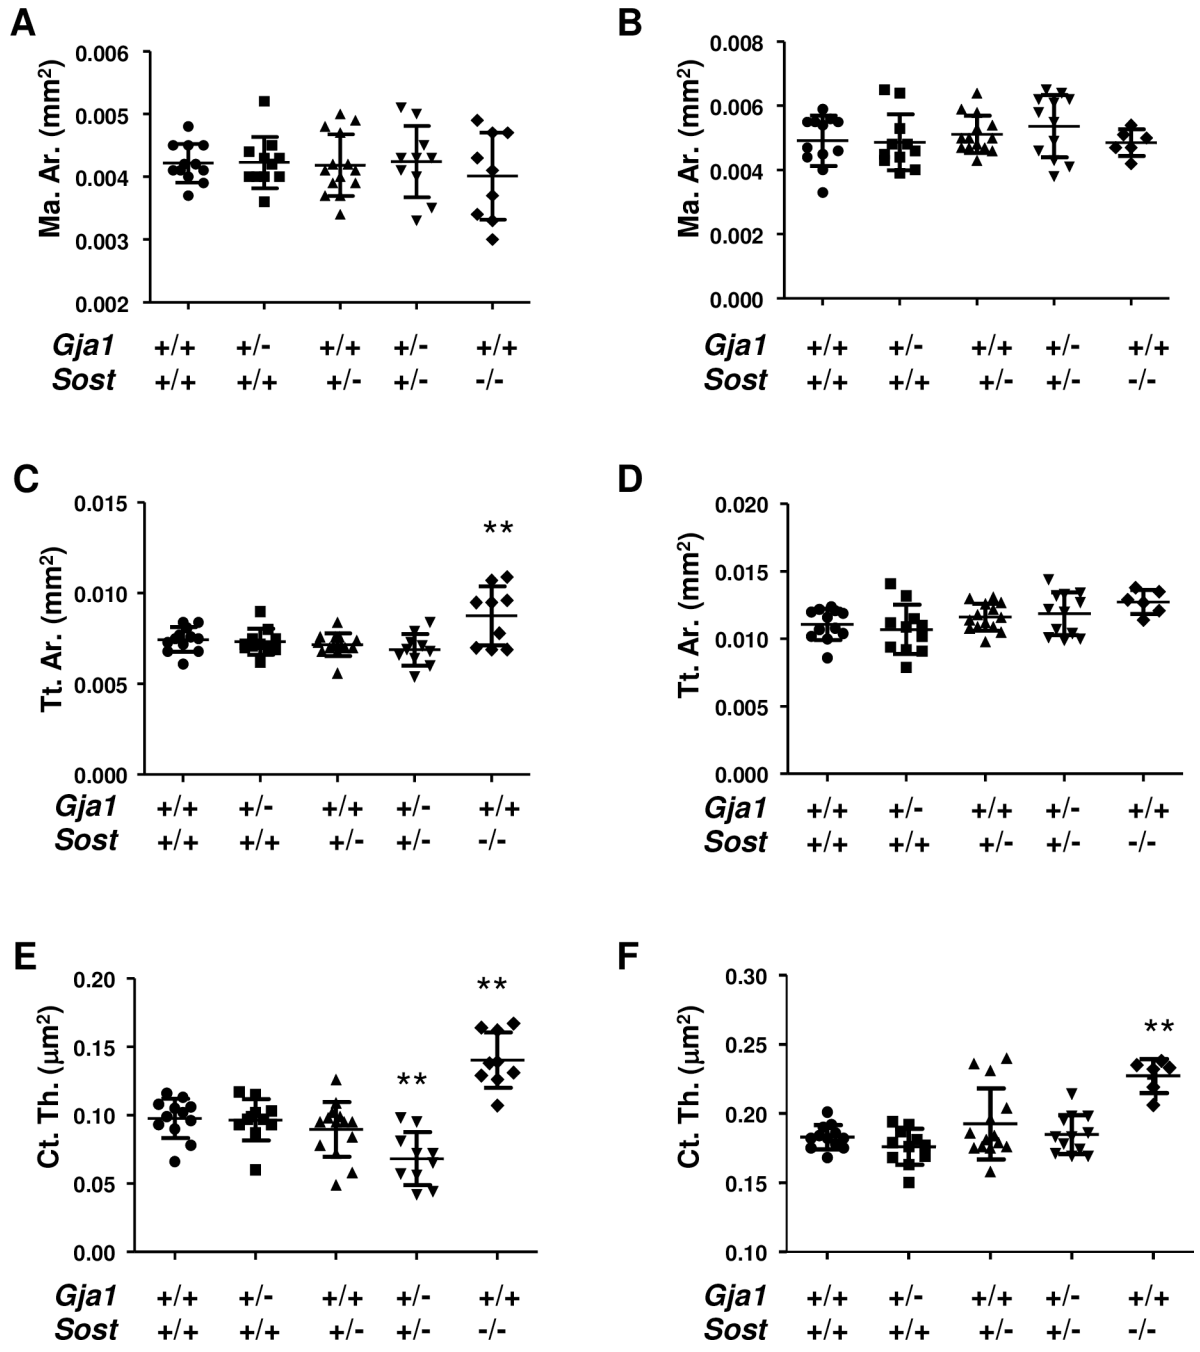 A
Ma. Ar. (mm²)
0.006
0.005
0.004
0.003
0.002
Gja1 +/+ +/- +/+ +/- +/+
Sost +/+ +/+ +/- +/- -/-
B
Ma. Ar. (mm²)
0.008
0.006
0.004
0.002
0.000
Gja1 +/+ +/- +/+ +/- +/+
Sost +/+ +/+ +/- +/- -/-
C
Tt. Ar. (mm²)
0.015
0.010
0.005
0.000
**
Gja1 +/+ +/- +/+ +/- +/+
Sost +/+ +/+ +/- +/- -/-
D
Tt. Ar. (mm²)
0.020
0.015
0.010
0.005
0.000
Gja1 +/+ +/- +/+ +/- +/+
Sost +/+ +/+ +/- +/- -/-
E
Ct. Th. (μm²)
0.20
0.15
0.10
0.05
0.00
**
**
Gja1 +/+ +/- +/+ +/- +/+
Sost +/+ +/+ +/- +/- -/-
F
Ct. Th. (μm²)
0.30
0.25
0.20
0.15
0.10
**
Gja1 +/+ +/- +/+ +/- +/+
Sost +/+ +/+ +/- +/- -/-